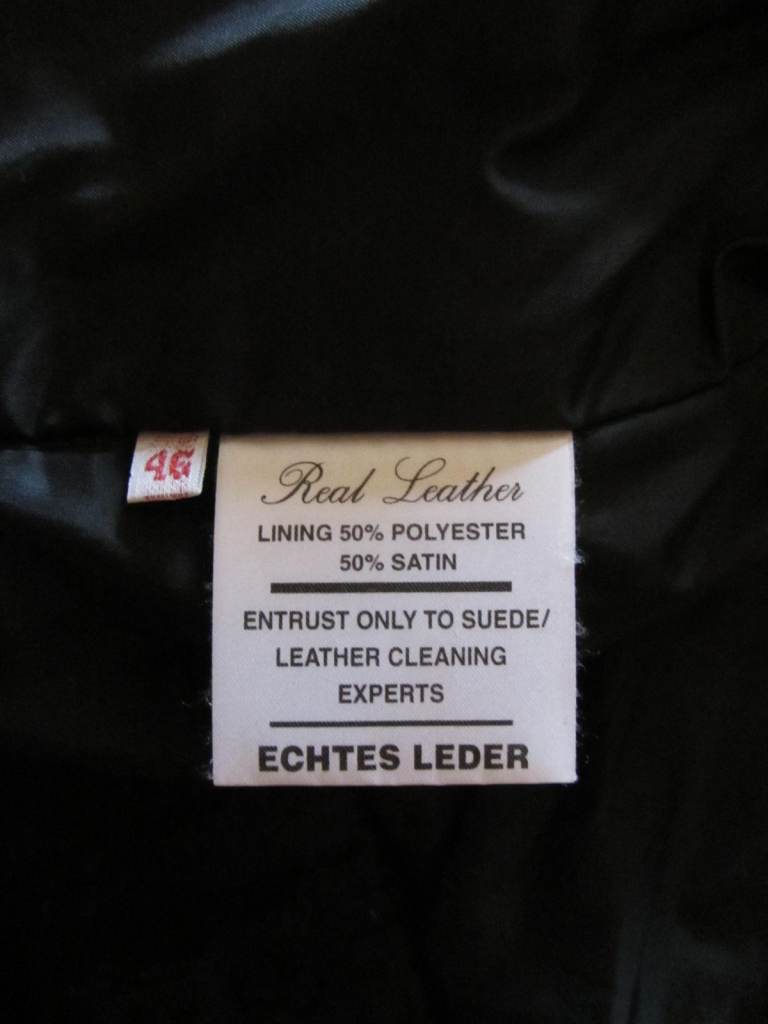 46
Real Leather
LINING 50% POLYESTER
50% SATIN
ENTRUST ONLY TO SUEDE/
LEATHER CLEANING
EXPERTS
ECHTES LEDER